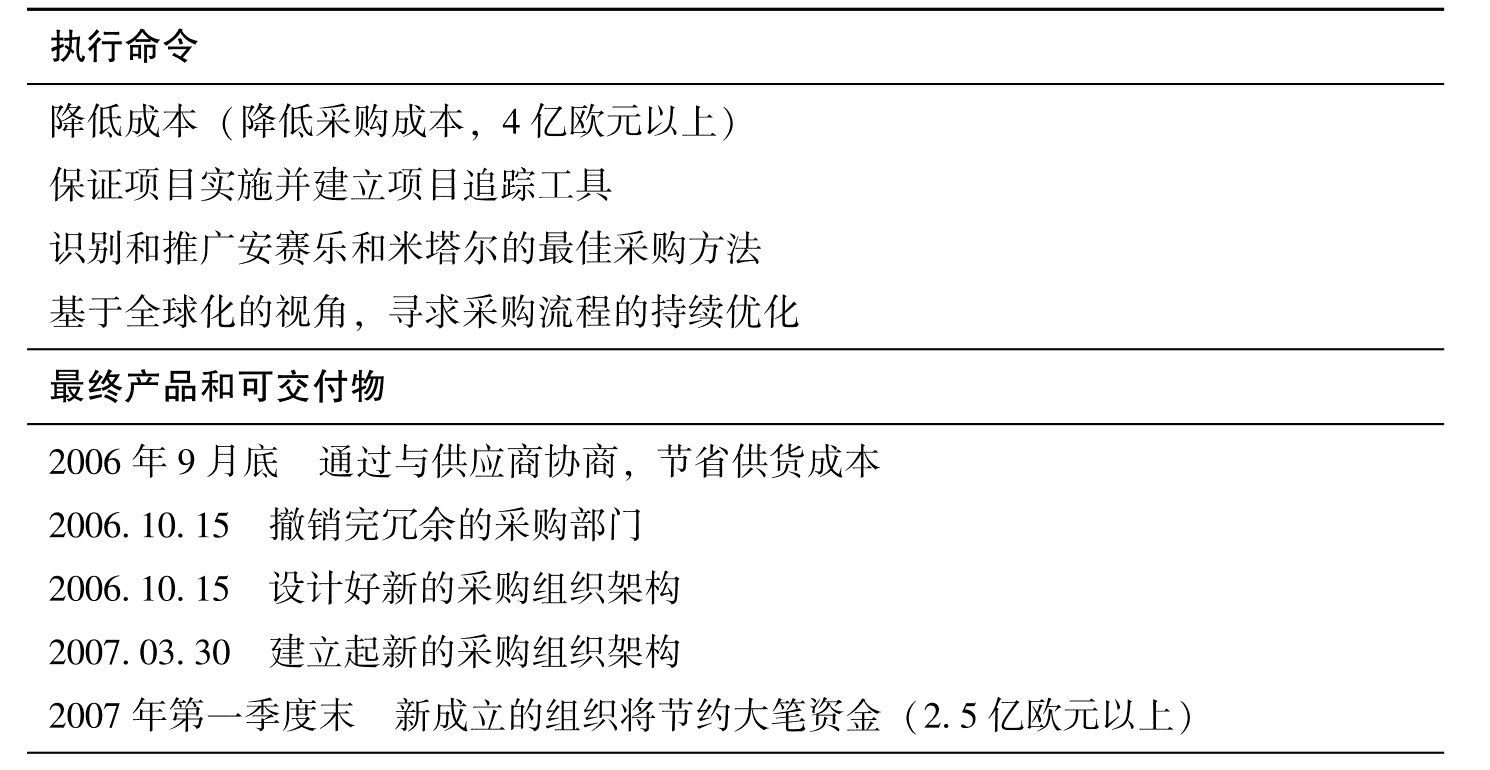 执行命令
降低成本（降低采购成本，4 亿欧元以上）
保证项目实施并建立项目追踪工具
识别和推广安赛乐和米塔尔的最佳采购方法
基于全球化的视角，寻求采购流程的持续优化
最终产品和可交付物
2006 年 9 月底　通过与供应商协商，节省供货成本
2006. 10. 15　撤销完冗余的采购部门
2006. 10. 15　设计好新的采购组织架构
2007. 03. 30　建立起新的采购组织架构
2007 年第一季度末　新成立的组织将节约大笔资金（2. 5 亿欧元以上）